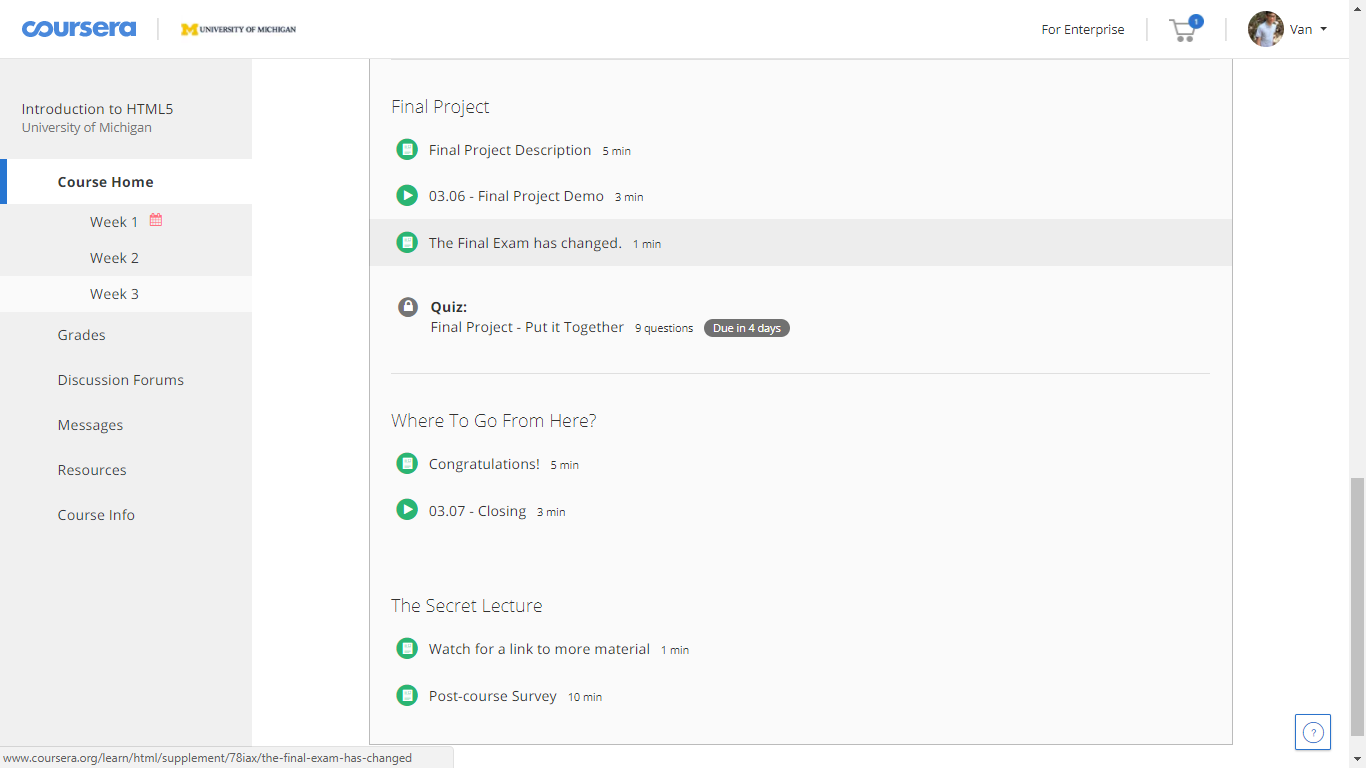 coursera
M UNIVERSITY OF MICHIGAN
For Enterprise
1
Van
Introduction to HTML5
University of Michigan
Course Home
Week 1
Week 2
Week 3
Grades
Discussion Forums
Messages
Resources
Course Info
Final Project
Final Project Description 5 min
03.06 - Final Project Demo 3 min
The Final Exam has changed. 1 min
Quiz:
Final Project - Put it Together 9 questions Due in 4 days
Where To Go From Here?
Congratulations! 5 min
03.07 - Closing 3 min
The Secret Lecture
Watch for a link to more material 1 min
Post-course Survey 10 min
?
www.coursera.org/learn/html/supplement/78iax/the-final-exam-has-changed